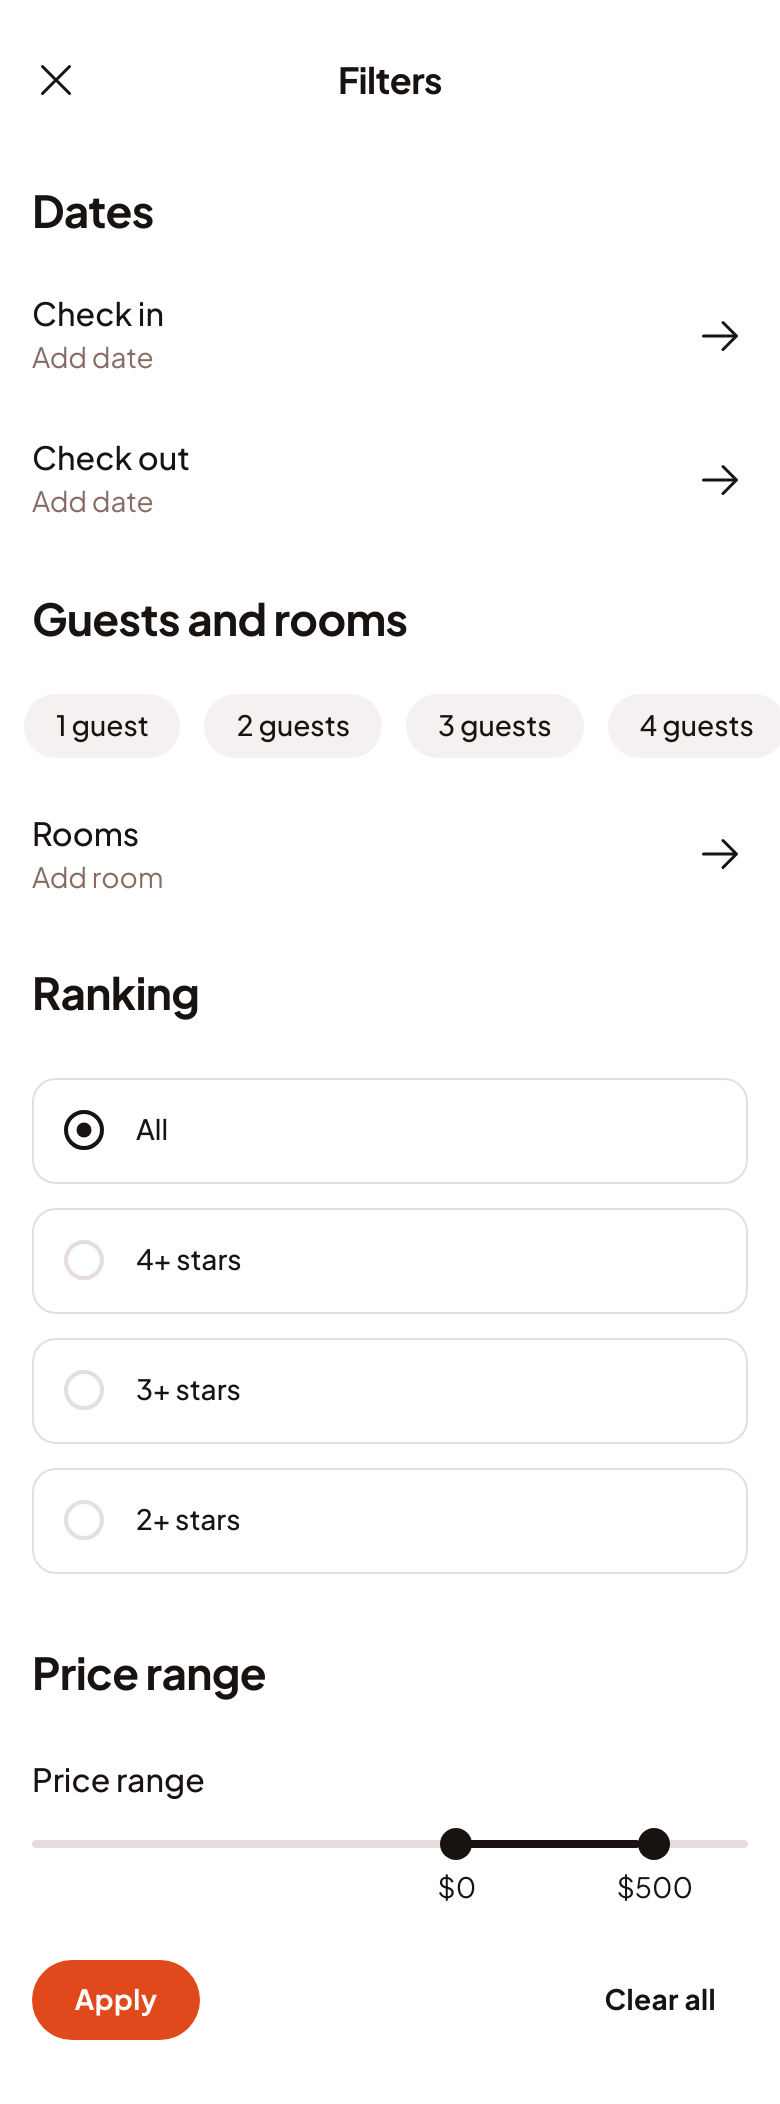 Filters
Dates
Check in
Add date
Check out
Add date
Guests and rooms
1 guest 2 guests 3 guests 4 guests
Rooms
Add room
Ranking
All
4+ stars
3+ stars
2+ stars
Price range
Price range
$0 $500
Apply Clear all